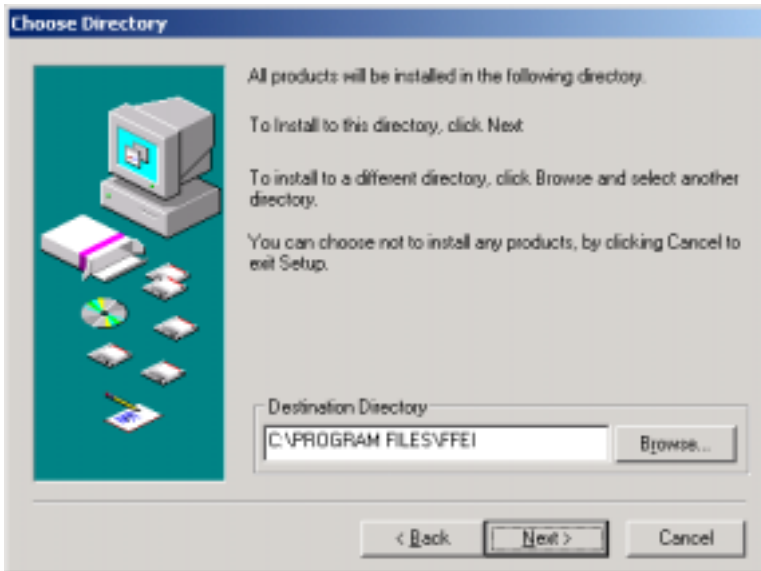 Choose Directory
All products will be installed in the following directory.
To Install to this directory, click Next
To install to a different directory, click Browse and select another
directory.
You can choose not to install any products, by clicking Cancel to
exit Setup.
Destination Directory
C:\PROGRAM FILES\FFEI
Browse...
< Back
Next >
Cancel